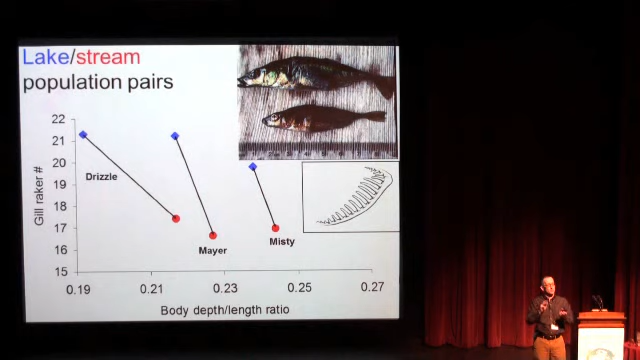 Lake/stream
population pairs
22
21
20
19
18
17
16
15
Gill raker #
Drizzle
Mayer
Misty
0.19
0.21
0.23
0.25
0.27
Body depth/length ratio